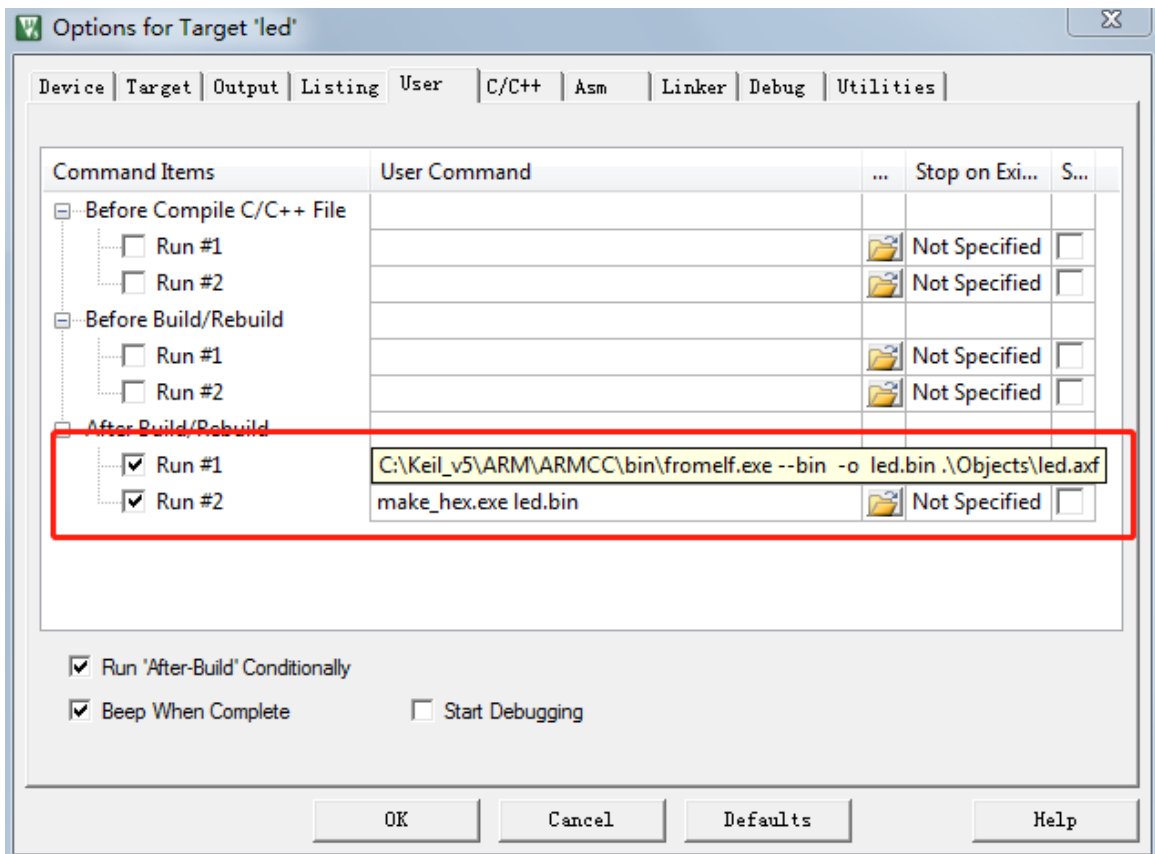 Options for Target 'led'
Device Target Output Listing User C/C++ Asm Linker Debug Utilities
Command Items User Command ... Stop on Exi... S...
Before Compile C/C++ File
Run #1 Not Specified
Run #2 Not Specified
Before Build/Rebuild
Run #1 Not Specified
Run #2 Not Specified
After Build/Rebuild
Run #1 C:\Keil_v5\ARM\ARMCC\bin\fromelf.exe --bin -o led.bin .\Objects\led.axf
Run #2 make_hex.exe led.bin Not Specified
Run 'After-Build' Conditionally
Beep When Complete Start Debugging
OK Cancel Defaults Help